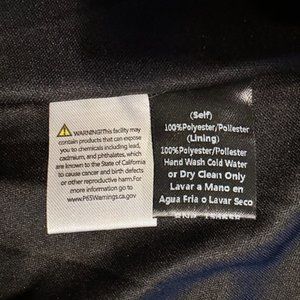 WARNING!This facility may
contain products that can expose
you to chemicals including lead,
cadmium, and phthalates, which
are known to the State of California
to cause cancer and birth defects
or other reproductive harm.For
more information go to
www.P65Warnings.ca.gov
(Self)
100%Polyester/Poliester
(Lining)
100%Polyester/Poliester
Hand Wash Cold Water
or Dry Clean Only
Lavar a Mano en
Agua Fria o Lavar Seco